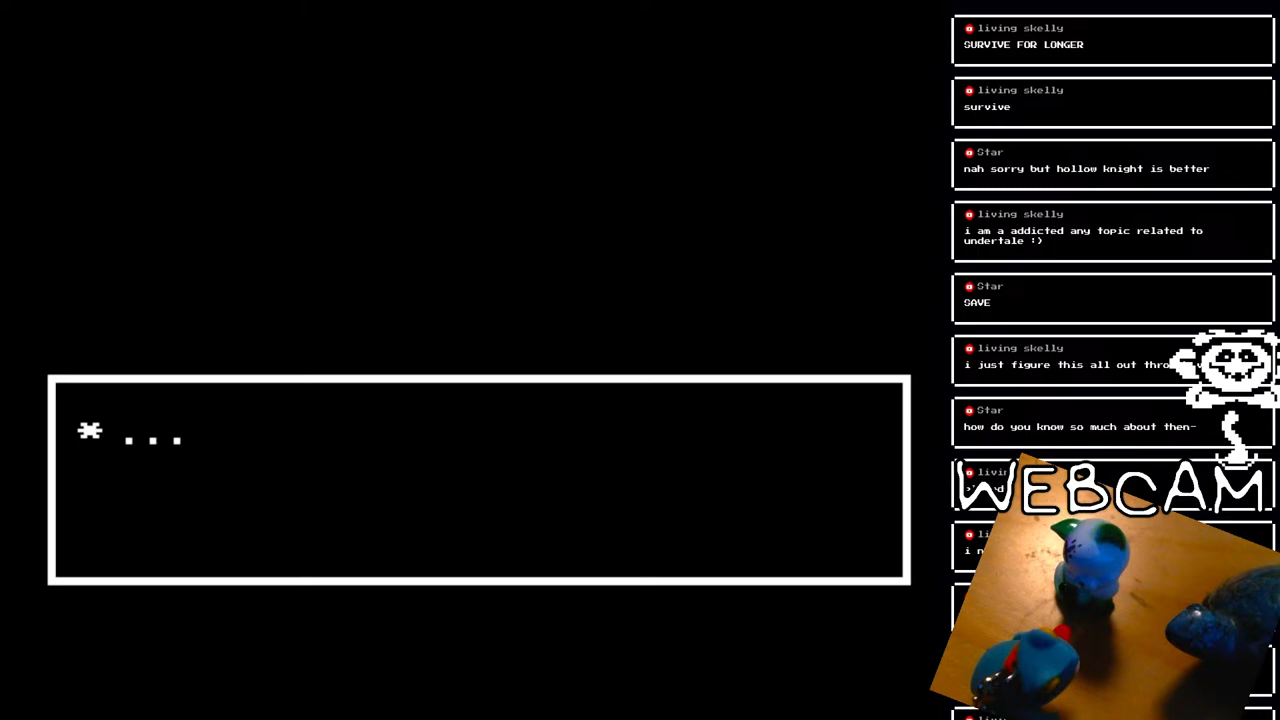 living skelly
SURVIVE FOR LONGER
living skelly
survive
Star
nah sorry but hollow knight is better
living skelly
i am a addicted any topic related to
undertale :)
Star
SAVE
living skelly
i just figure this all out
Star
how do you know so much about then-
* ...
WEBCAM